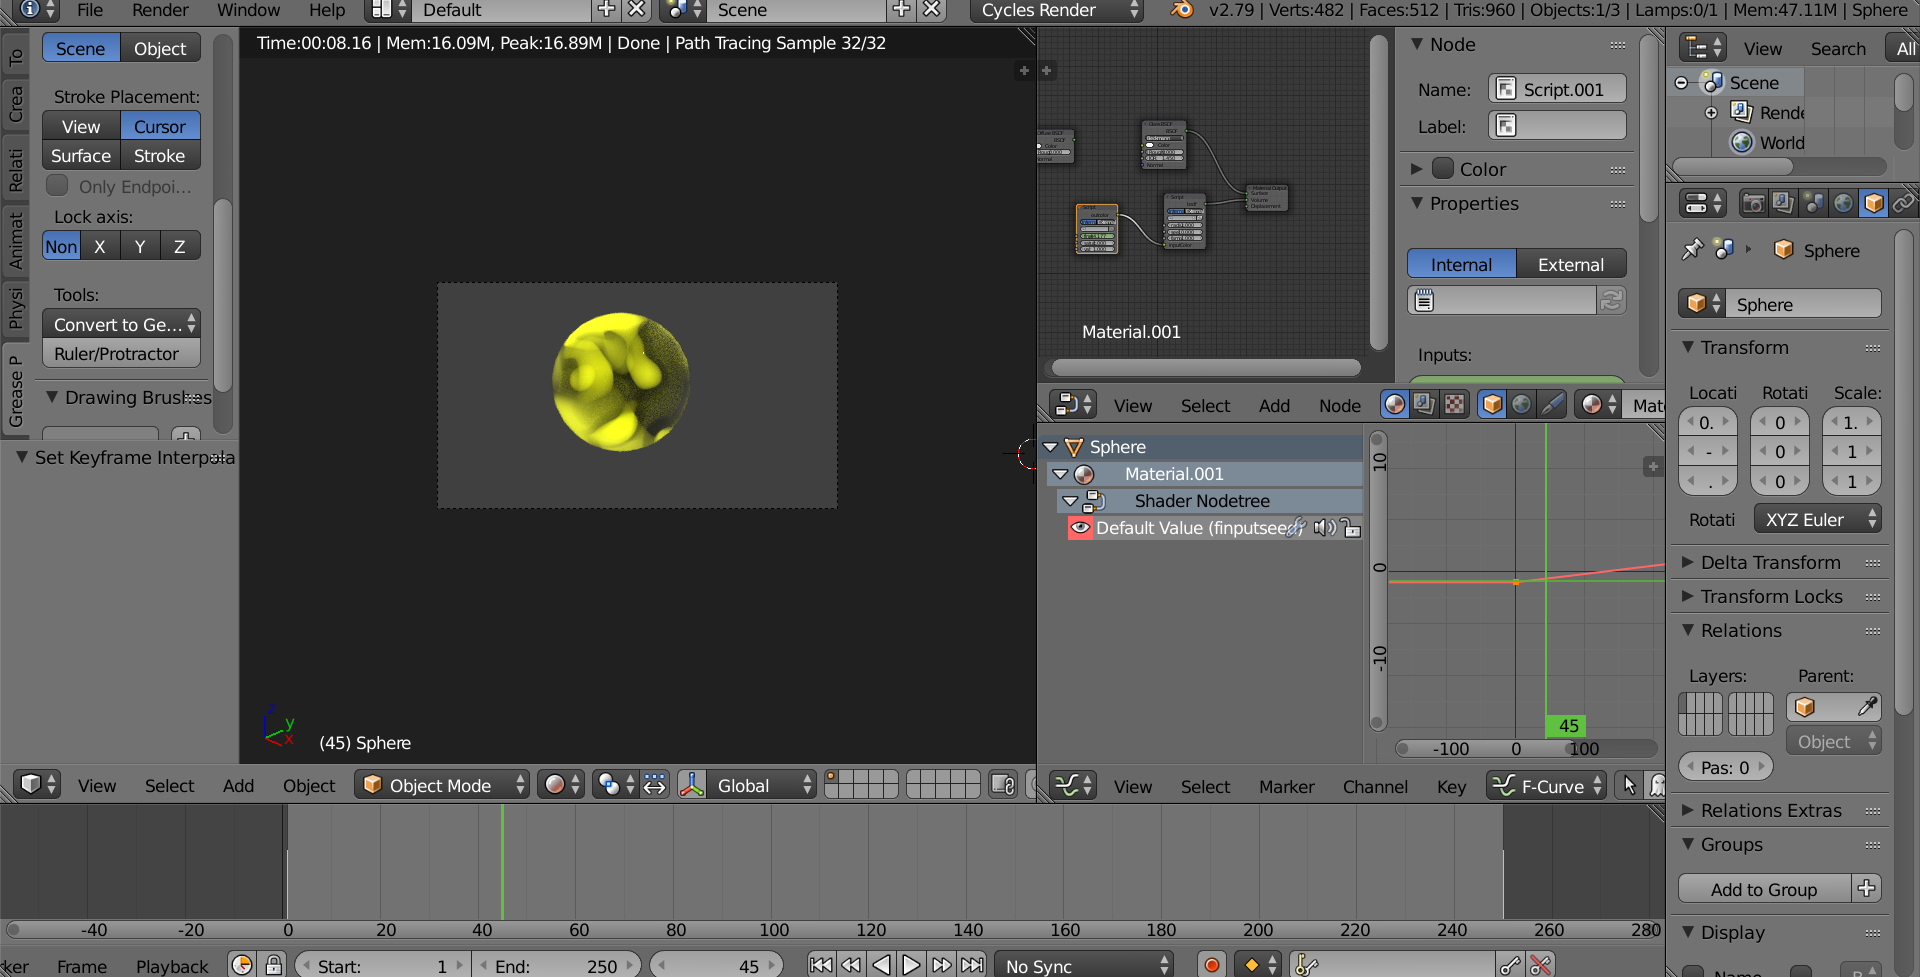 File Render Window Help Default Scene Cycles Render v2.79 | Verts:482 | Faces:512 | Tris:960 | Objects:1/3 | Lamps:0/1 | Mem:47.11M | Sphere
To
Crea
Relati
Animat
Physi
Grease P
Scene Object
Stroke Placement:
View Cursor
Surface Stroke
Only Endpoi...
Lock axis:
Non X Y Z
Tools:
Convert to Ge...
Ruler/Protractor
Drawing Brushes
Set Keyframe Interpola
Time:00:08.16 | Mem:16.09M, Peak:16.89M | Done | Path Tracing Sample 32/32
z
y
x
(45) Sphere
View Select Add Object Object Mode Global
Material.001
Node
Name: Script.001
Label:
Color
Properties
Internal External
Inputs:
View Select Add Node Mat
Sphere
Material.001
Shader Nodetree
Default Value (finputsee
10
0
-10
45
-100 0 100
View Select Marker Channel Key F-Curve
View Search All
Scene
Rende
World
Sphere
Sphere
Transform
Locati Rotati Scale:
0. 0 1.
- 0 1
. 0 1
Rotati XYZ Euler
Delta Transform
Transform Locks
Relations
Layers: Parent:
Object
Pas: 0
Relations Extras
Groups
Add to Group
Display
-40 -20 0 20 40 60 80 100 120 140 160 180 200 220 240 260 280
ker Frame Playback Start: 1 End: 250 45 No Sync